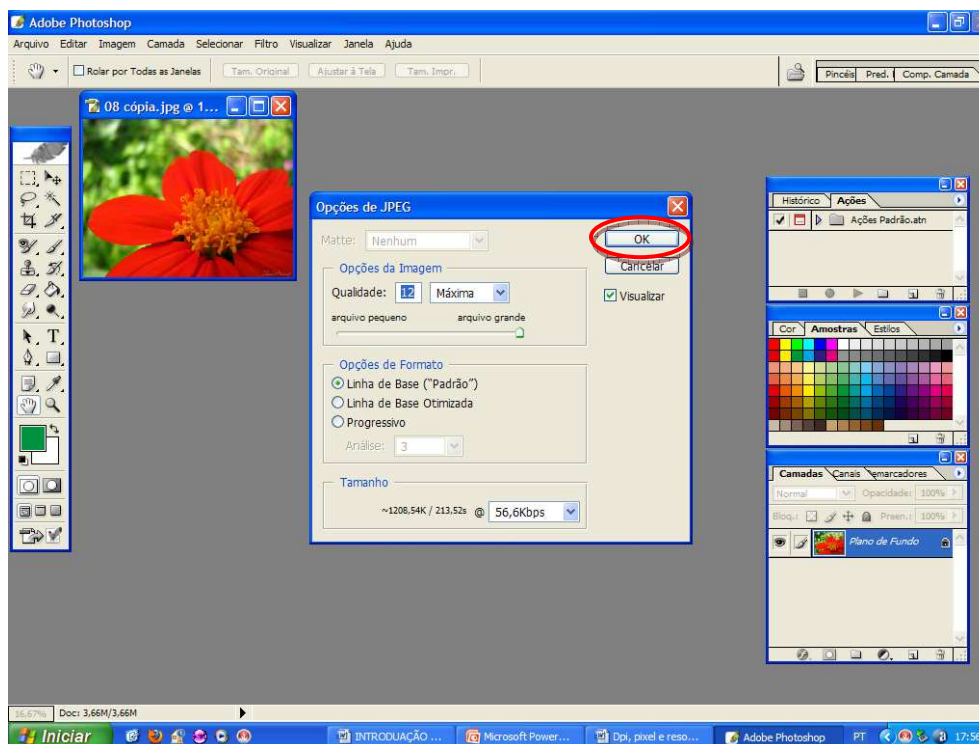 Adobe Photoshop
Arquivo Editar Imagem Camada Selecionar Filtro Visualizar Janela Ajuda
Rolar por Todas as Janelas Tam. Original Ajustar à Tela Tam. Impr. Pincéis Pred. Comp. Camada
08 cópia.jpg @ 1...
Opções de JPEG
Matte: Nenhum
OK
Cancelar
Visualizar
Opções da Imagem
Qualidade: 12 Máxima
arquivo pequeno arquivo grande
Opções de Formato
Linha de Base (“Padrão”)
Linha de Base Otimizada
Progressivo
Análise: 3
Tamanho
~1208,54K / 213,52s @ 56,6Kbps
Histórico Ações
Ações Padrão.atn
Cor Amostras Estilos
Camadas Canais emarcadores
Normal Opacidade: 100%
Bloq.: Preen.: 100%
Plano de Fundo
16,67% Doc: 3,66M/3,66M
Iniciar INTRODUAÇÃO ... Microsoft Power... Dpi, pixel e reso... Adobe Photoshop PT